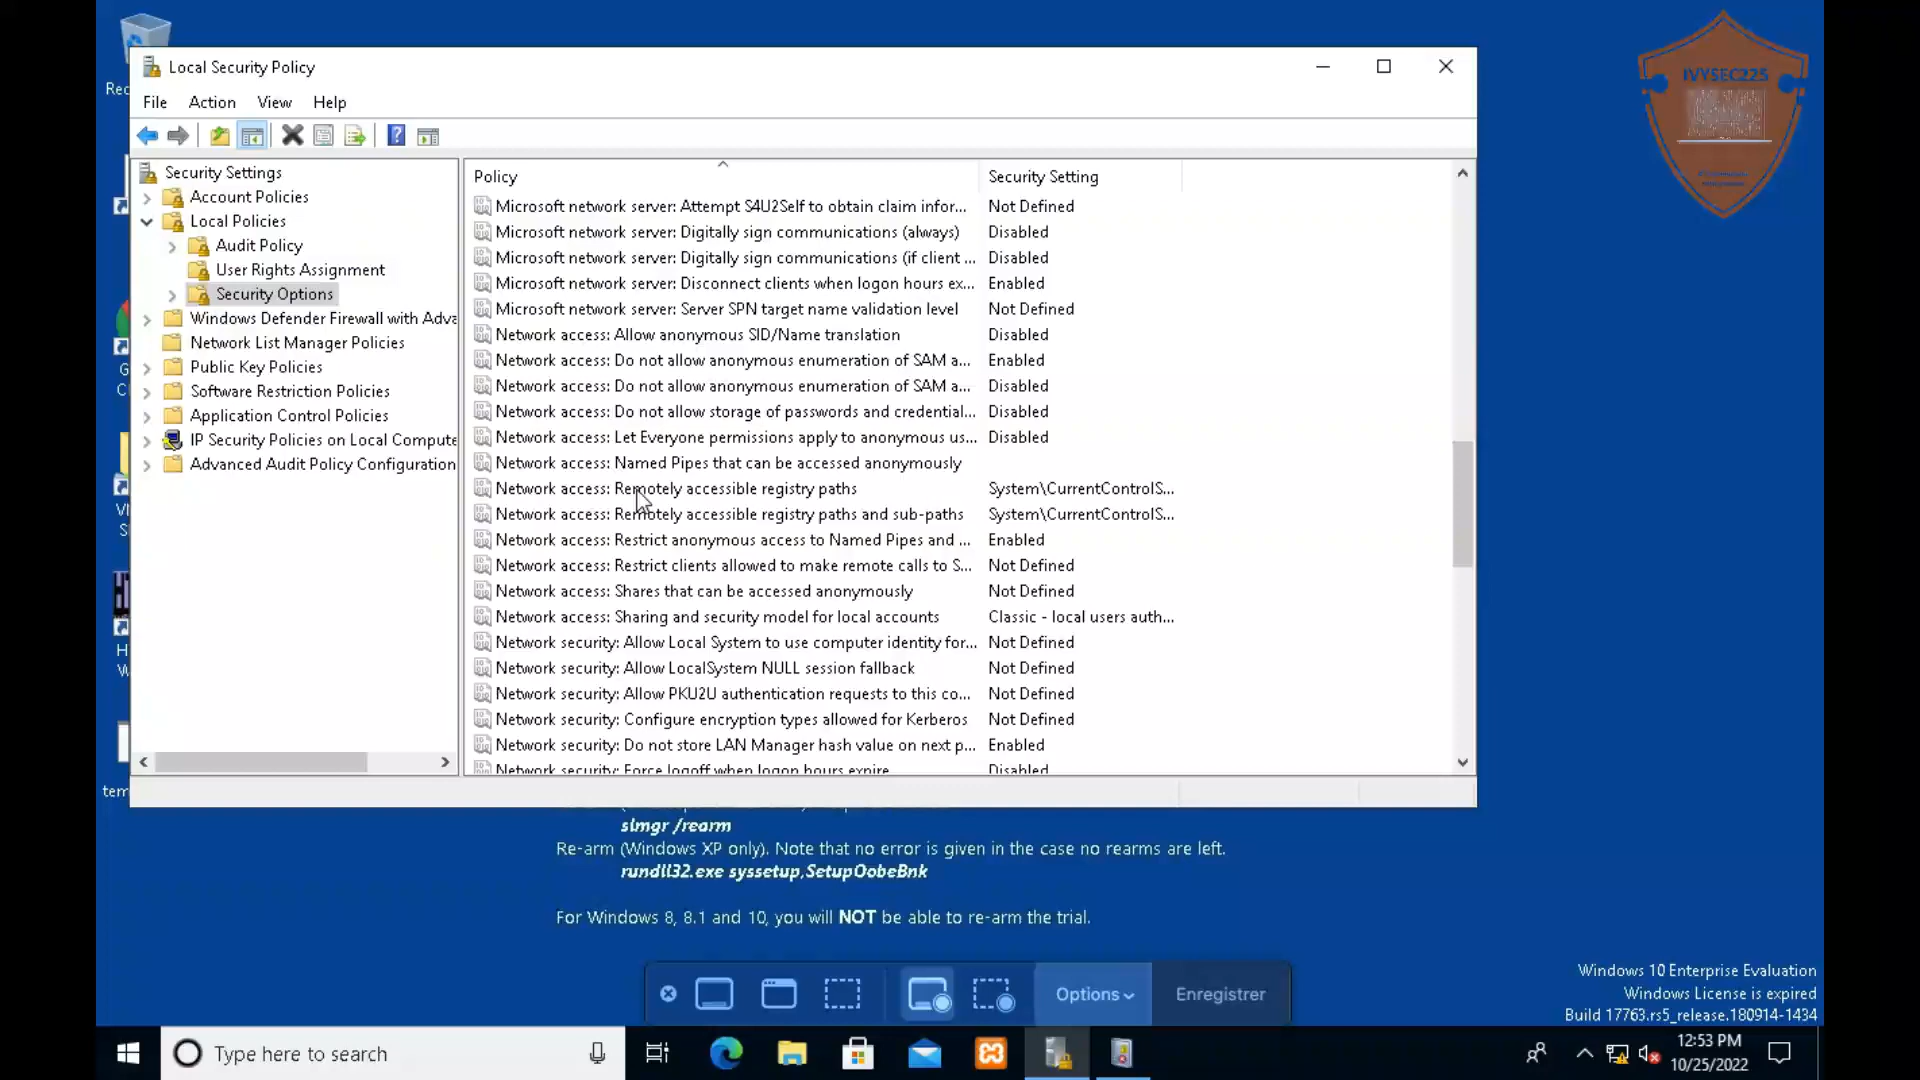 Rec
IVYSEC225
Local Security Policy
File Action View Help
Security Settings
Account Policies
Local Policies
Audit Policy
User Rights Assignment
Security Options
Windows Defender Firewall with Adva
Network List Manager Policies
Public Key Policies
Software Restriction Policies
Application Control Policies
IP Security Policies on Local Compute
Advanced Audit Policy Configuration
Policy Security Setting
Microsoft network server: Attempt S4U2Self to obtain claim infor... Not Defined
Microsoft network server: Digitally sign communications (always) Disabled
Microsoft network server: Digitally sign communications (if client ... Disabled
Microsoft network server: Disconnect clients when logon hours ex... Enabled
Microsoft network server: Server SPN target name validation level Not Defined
Network access: Allow anonymous SID/Name translation Disabled
Network access: Do not allow anonymous enumeration of SAM a... Enabled
Network access: Do not allow anonymous enumeration of SAM a... Disabled
Network access: Do not allow storage of passwords and credential... Disabled
Network access: Let Everyone permissions apply to anonymous us... Disabled
Network access: Named Pipes that can be accessed anonymously
Network access: Remotely accessible registry paths System\CurrentControlS...
Network access: Remotely accessible registry paths and sub-paths System\CurrentControlS...
Network access: Restrict anonymous access to Named Pipes and ... Enabled
Network access: Restrict clients allowed to make remote calls to S... Not Defined
Network access: Shares that can be accessed anonymously Not Defined
Network access: Sharing and security model for local accounts Classic - local users auth...
Network security: Allow Local System to use computer identity for... Not Defined
Network security: Allow LocalSystem NULL session fallback Not Defined
Network security: Allow PKU2U authentication requests to this co... Not Defined
Network security: Configure encryption types allowed for Kerberos Not Defined
Network security: Do not store LAN Manager hash value on next p... Enabled
Network security: Force logoff when logon hours expire Disabled
tem
slmgr /rearm
Re-arm (Windows XP only). Note that no error is given in the case no rearms are left.
rundll32.exe syssetup,SetupOobeBnk
For Windows 8, 8.1 and 10, you will NOT be able to re-arm the trial.
Options Enregistrer
Windows 10 Enterprise Evaluation
Windows License is expired
Build 17763.rs5_release.180914-1434
Type here to search
12:53 PM
10/25/2022